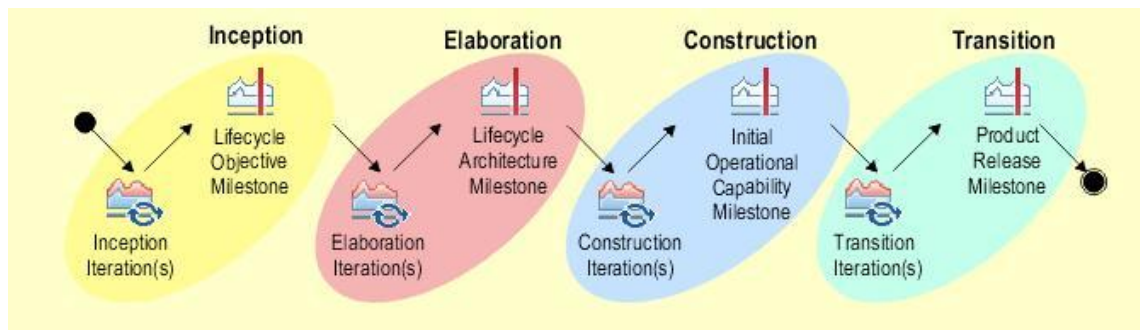 Inception
Lifecycle
Objective
Milestone
Inception
Iteration(s)
Elaboration
Lifecycle
Architecture
Milestone
Elaboration
Iteration(s)
Construction
Initial
Operational
Capability
Milestone
Construction
Iteration(s)
Transition
Product
Release
Milestone
Transition
Iteration(s)